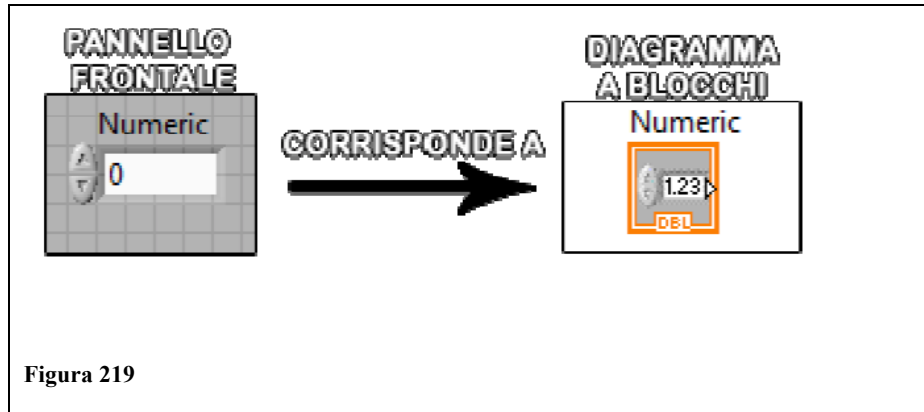 PANNELLO
FRONTALE
Numeric
0
CORRISPONDE A
DIAGRAMMA
A BLOCCHI
Numeric
1.23
DBL
Figura 219